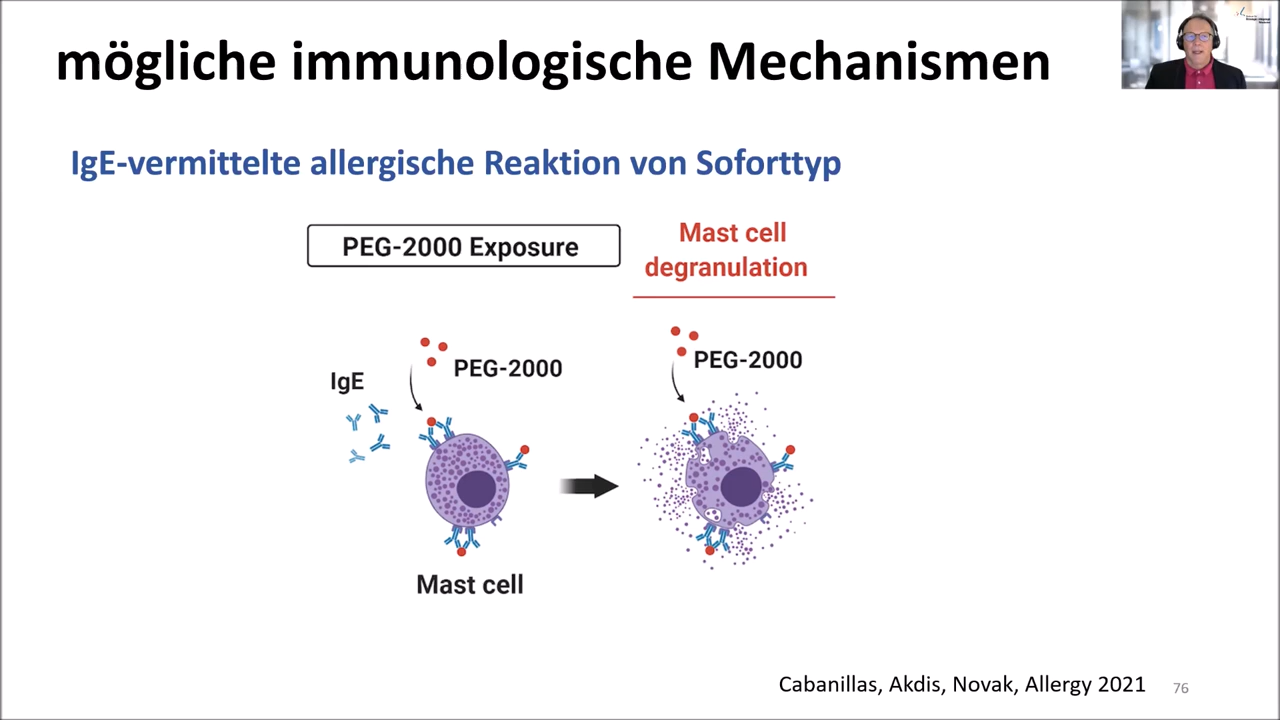 mögliche immunologische Mechanismen
IgE-vermittelte allergische Reaktion von Soforttyp
PEG-2000 Exposure
Mast cell
degranulation
PEG-2000
PEG-2000
IgE
Mast cell
Cabanillas, Akdis, Novak, Allergy 2021
76